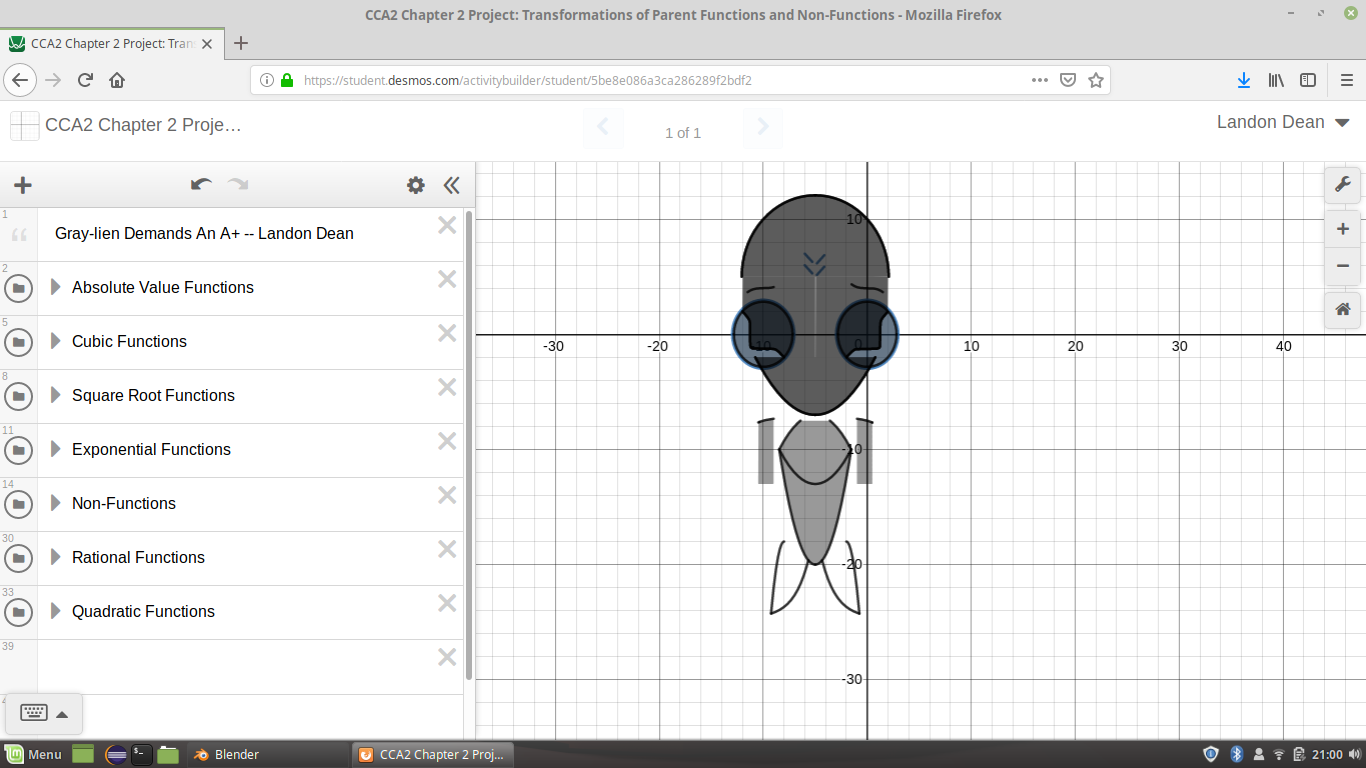 CCA2 Chapter 2 Project: Transformations of Parent Functions and Non-Functions - Mozilla Firefox
CCA2 Chapter 2 Project: Tran
https://student.desmos.com/activitybuilder/student/5be8e086a3ca286289f2bdf2
CCA2 Chapter 2 Proje…
1 of 1
Landon Dean
1
Gray-lien Demands An A+ -- Landon Dean
2
Absolute Value Functions
5
Cubic Functions
8
Square Root Functions
11
Exponential Functions
14
Non-Functions
30
Rational Functions
33
Quadratic Functions
39
10
-30
-20
-10
0
10
20
30
40
-10
-20
-30
Menu
Blender
CCA2 Chapter 2 Proj...
21:00